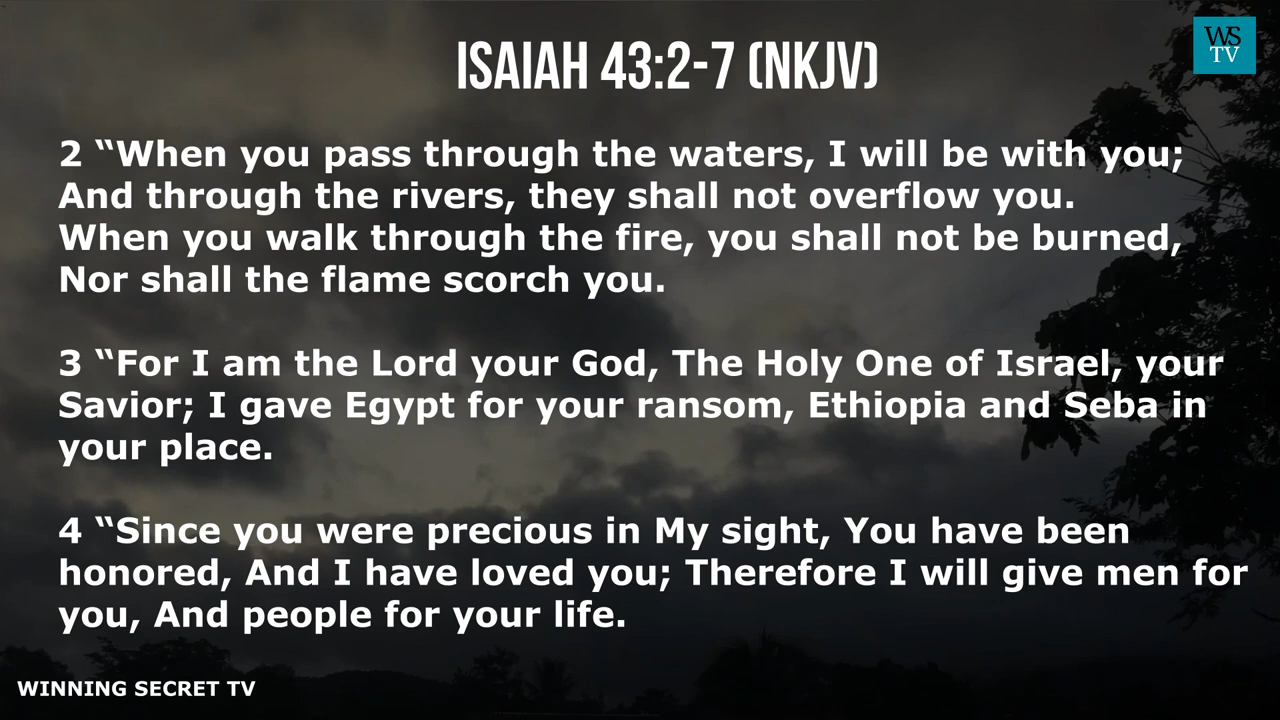 ISAIAH 43:2-7 (NKJV)
WS
TV
2 “When you pass through the waters, I will be with you;
And through the rivers, they shall not overflow you.
When you walk through the fire, you shall not be burned,
Nor shall the flame scorch you.
3 “For I am the Lord your God, The Holy One of Israel, your
Savior; I gave Egypt for your ransom, Ethiopia and Seba in
your place.
4 “Since you were precious in My sight, You have been
honored, And I have loved you; Therefore I will give men for
you, And people for your life.
WINNING SECRET TV